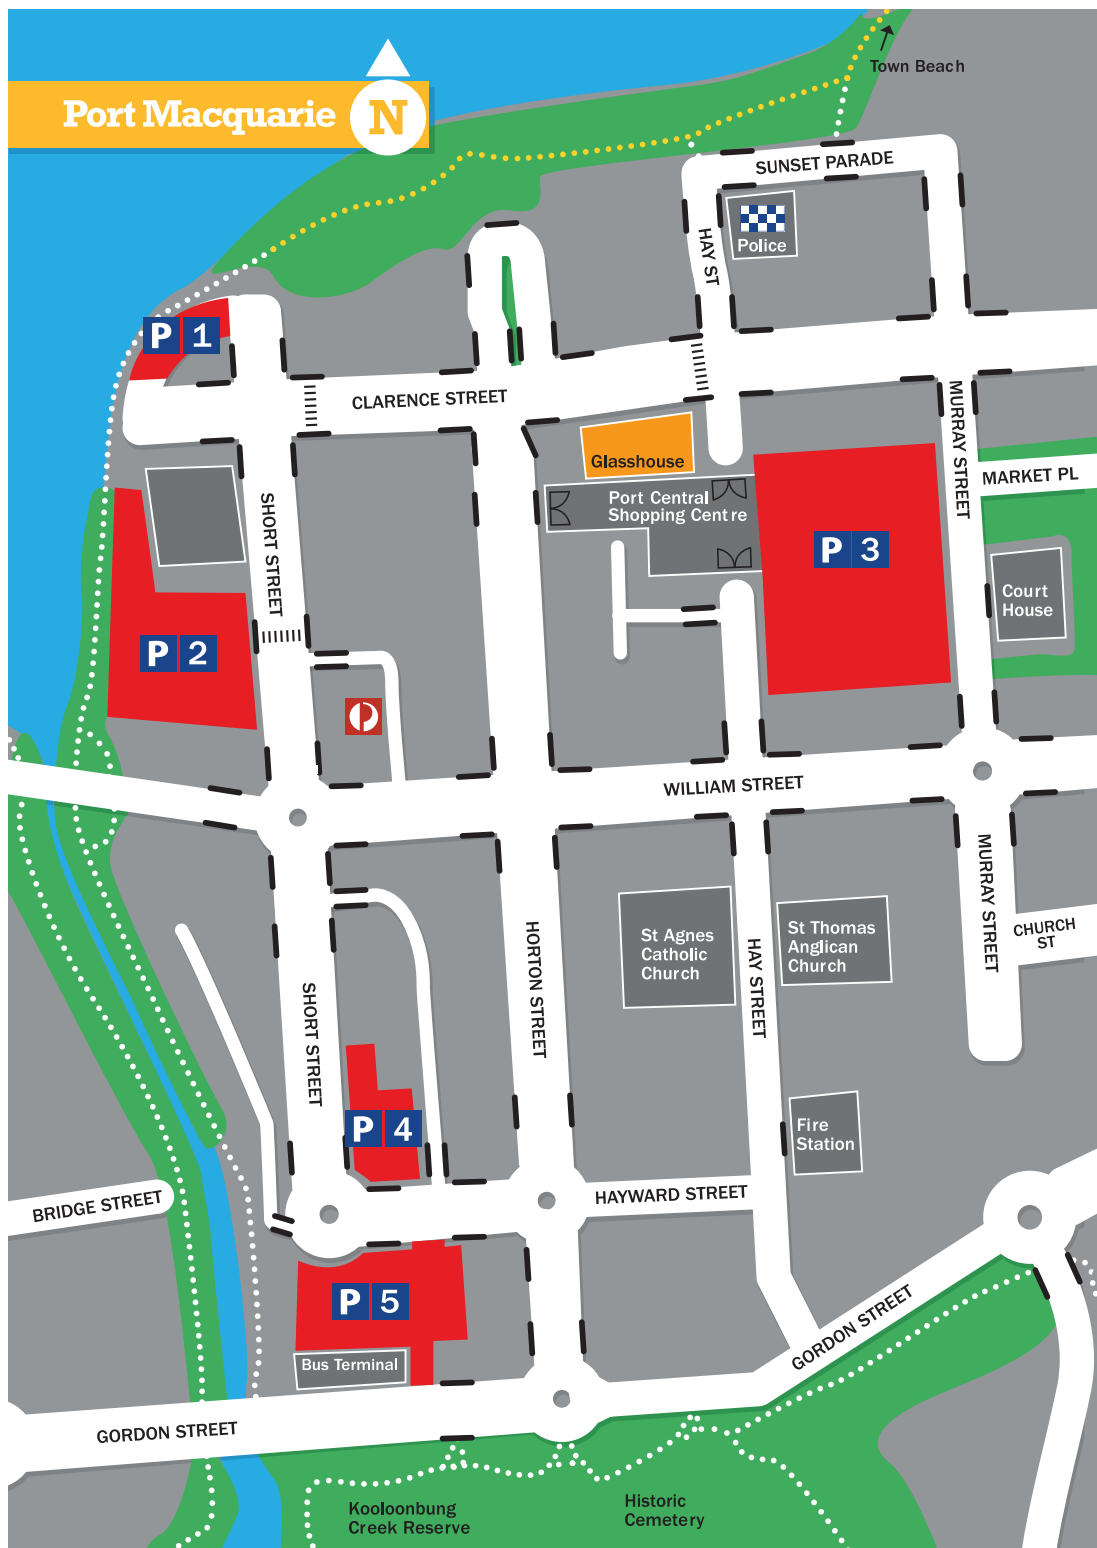 Town Beach
Port Macquarie
N
SUNSET PARADE
HAY ST
Police
P 1
CLARENCE STREET
MURRAY STREET
Glasshouse
MARKET PL
Port Central
Shopping Centre
SHORT STREET
P 3
Court
House
P 2
WILLIAM STREET
MURRAY STREET
St Agnes
Catholic
Church
St Thomas
Anglican
Church
CHURCH
ST
HORTON STREET
HAY STREET
SHORT STREET
P 4
Fire
Station
BRIDGE STREET
HAYWARD STREET
P 5
GORDON STREET
Bus Terminal
GORDON STREET
Kooloonbung
Creek Reserve
Historic
Cemetery